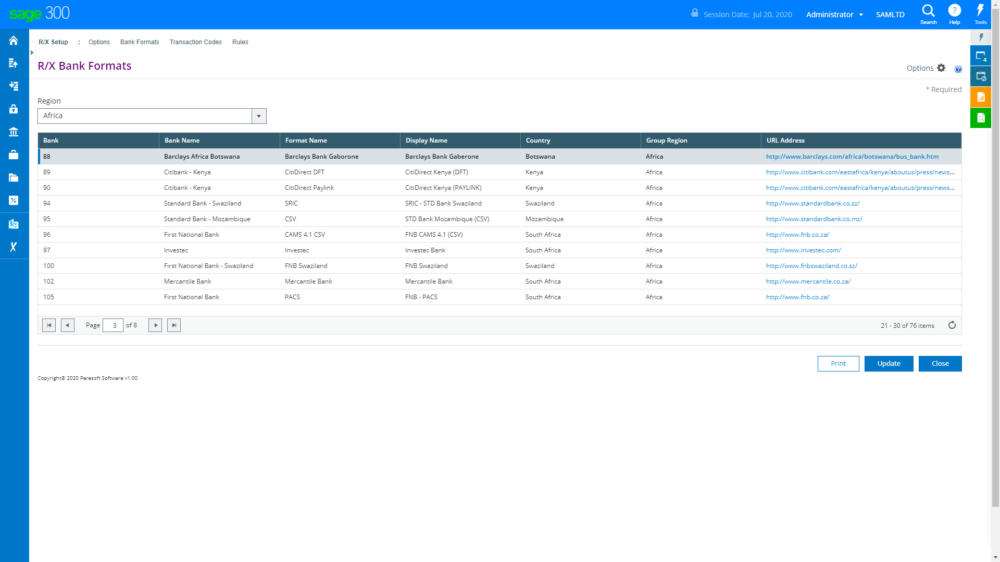 sage 300
Session Date: Jul 20, 2020 Administrator SAMLTD Search Help Tools
R/X Setup : Options Bank Formats Transaction Codes Rules
R/X Bank Formats
Options
4
* Required
Region
Africa
Bank Bank Name Format Name Display Name Country Group Region URL Address
88 Barclays Africa Botswana Barclays Bank Gaborone Barclays Bank Gaberone Botswana Africa http://www.barclays.com/africa/botswana/bus_bank.htm
89 Citibank - Kenya CitiDirect DFT CitiDirect Kenya (DFT) Kenya Africa http://www.citibank.com/eastafrica/kenya/aboutus/press/news...
90 Citibank - Kenya CitiDirect Paylink CitiDirect Kenya (PAYLINK) Kenya Africa http://www.citibank.com/eastafrica/kenya/aboutus/press/news...
94 Standard Bank - Swaziland SRIC SRIC - STD Bank Swaziland Swaziland Africa http://www.standardbank.co.sz/
95 Standard Bank - Mozambique CSV STD Bank Mozambique (CSV) Mozambique Africa http://www.standardbank.co.mz/
96 First National Bank CAMS 4.1 CSV FNB CAMS 4.1 (CSV) South Africa Africa http://www.fnb.co.za/
97 Investec Investec Investec Bank South Africa Africa http://www.investec.com/
100 First National Bank - Swaziland FNB Swaziland FNB Swaziland Swaziland Africa http://www.fnbswaziland.co.sz/
102 Mercantile Bank Mercantile Bank Mercantile Bank South Africa Africa http://www.mercantile.co.za/
105 First National Bank PACS FNB - PACS South Africa Africa http://www.fnb.co.za/
Page 3 of 8 21 - 30 of 76 items
Print Update Close
Copyright© 2020 Peresoft Software v1.00